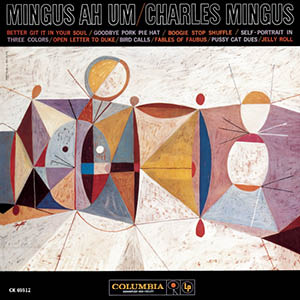 MINGUS AH UM/CHARLES MINGUS
BETTER GIT IT IN YOUR SOUL / GOODBYE PORK PIE HAT / BOOGIE STOP SHUFFLE / SELF-PORTRAIT IN
THREE COLORS/OPEN LETTER TO DUKE/BIRD CALLS/FABLES OF FAUBUS/PUSSY CAT DUES/JELLY ROLL
CK 65512 COLUMBIA Lp